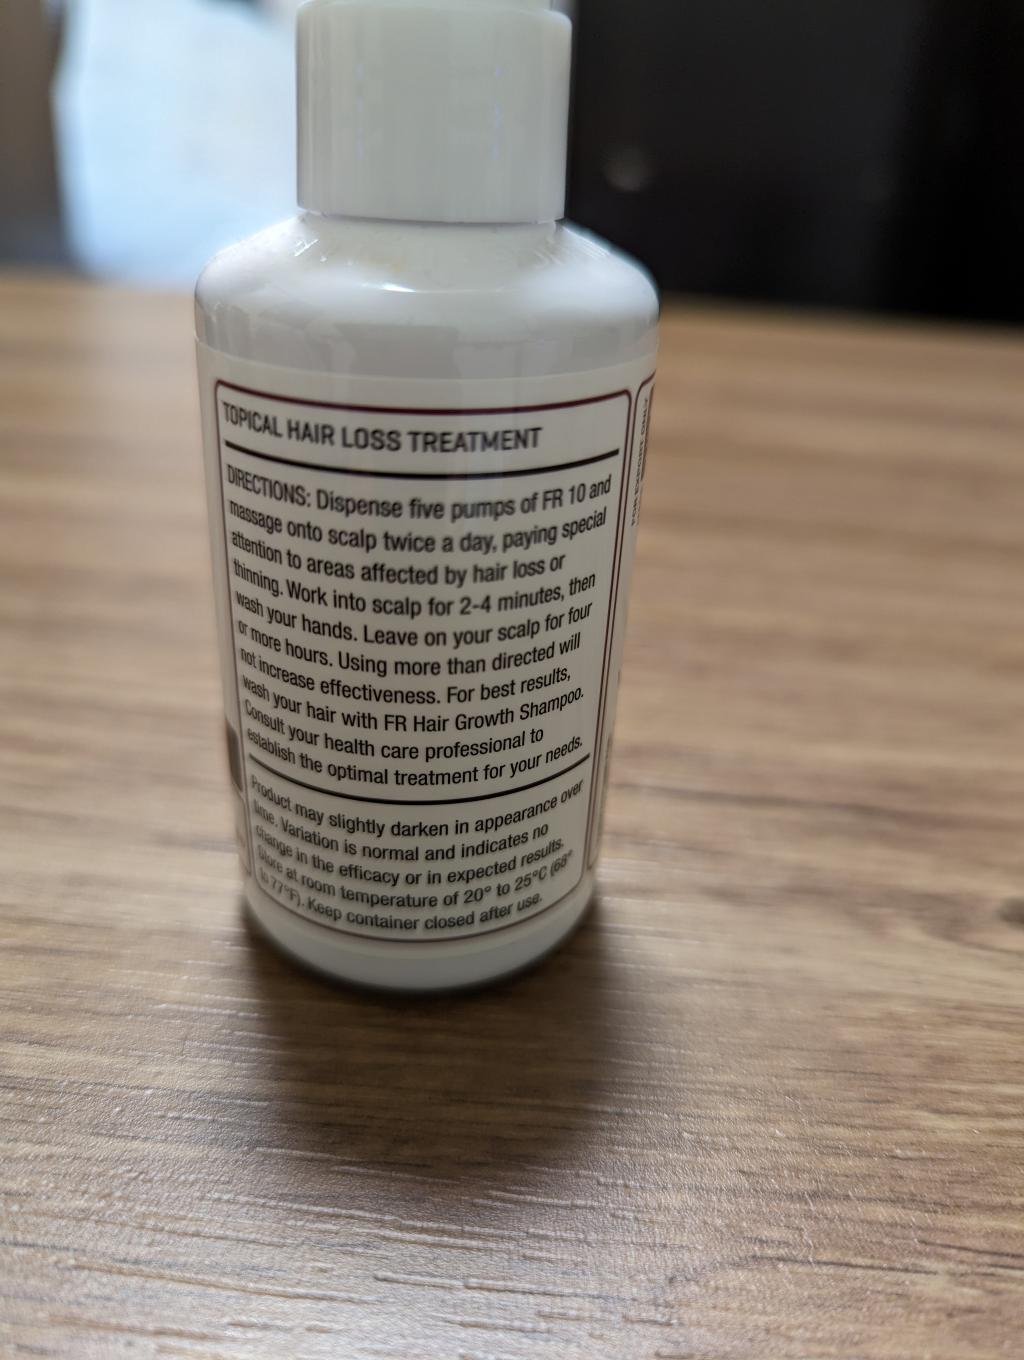 TOPICAL HAIR LOSS TREATMENT
DIRECTIONS: Dispense five pumps of FR 10 and
massage onto scalp twice a day, paying special
attention to areas affected by hair loss or
thinning. Work into scalp for 2-4 minutes, then
wash your hands. Leave on your scalp for four
or more hours. Using more than directed will
not increase effectiveness. For best results,
wash your hair with FR Hair Growth Shampoo.
Consult your health care professional to
establish the optimal treatment for your needs.
Product may slightly darken in appearance over
time. Variation is normal and indicates no
change in the efficacy or in expected results.
Store at room temperature of 20° to 25°C (68°
to 77°F). Keep container closed after use.
FOR EXPORT ONLY